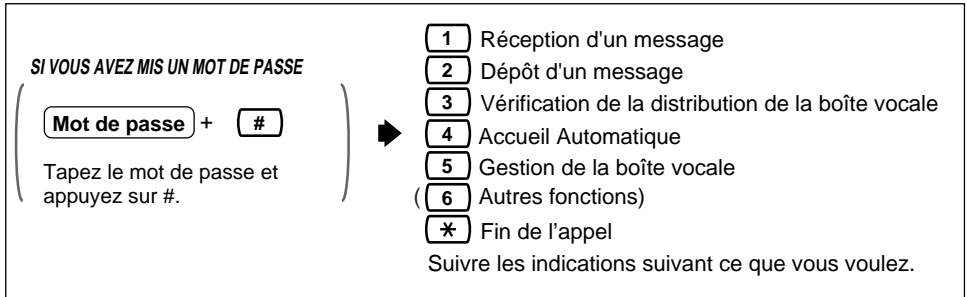 SI VOUS AVEZ MIS UN MOT DE PASSE
Mot de passe + #
Tapez le mot de passe et
appuyez sur #.
1 Réception d'un message
2 Dépôt d'un message
3 Vérification de la distribution de la boîte vocale
4 Accueil Automatique
5 Gestion de la boîte vocale
(6 Autres fonctions)
* Fin de l’appel
Suivre les indications suivant ce que vous voulez.